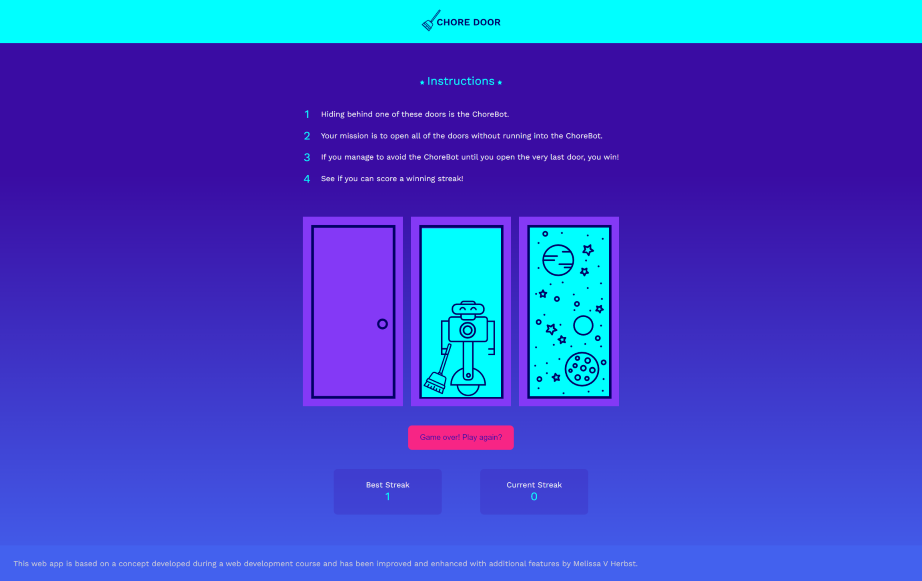 CHORE DOOR
★ Instructions ★
1 Hiding behind one of these doors is the ChoreBot.
2 Your mission is to open all of the doors without running into the ChoreBot.
3 If you manage to avoid the ChoreBot until you open the very last door, you win!
4 See if you can score a winning streak!
Game over! Play again?
Best Streak
1
Current Streak
0
This web app is based on a concept developed during a web development course and has been improved and enhanced with additional features by Melissa V Herbst.